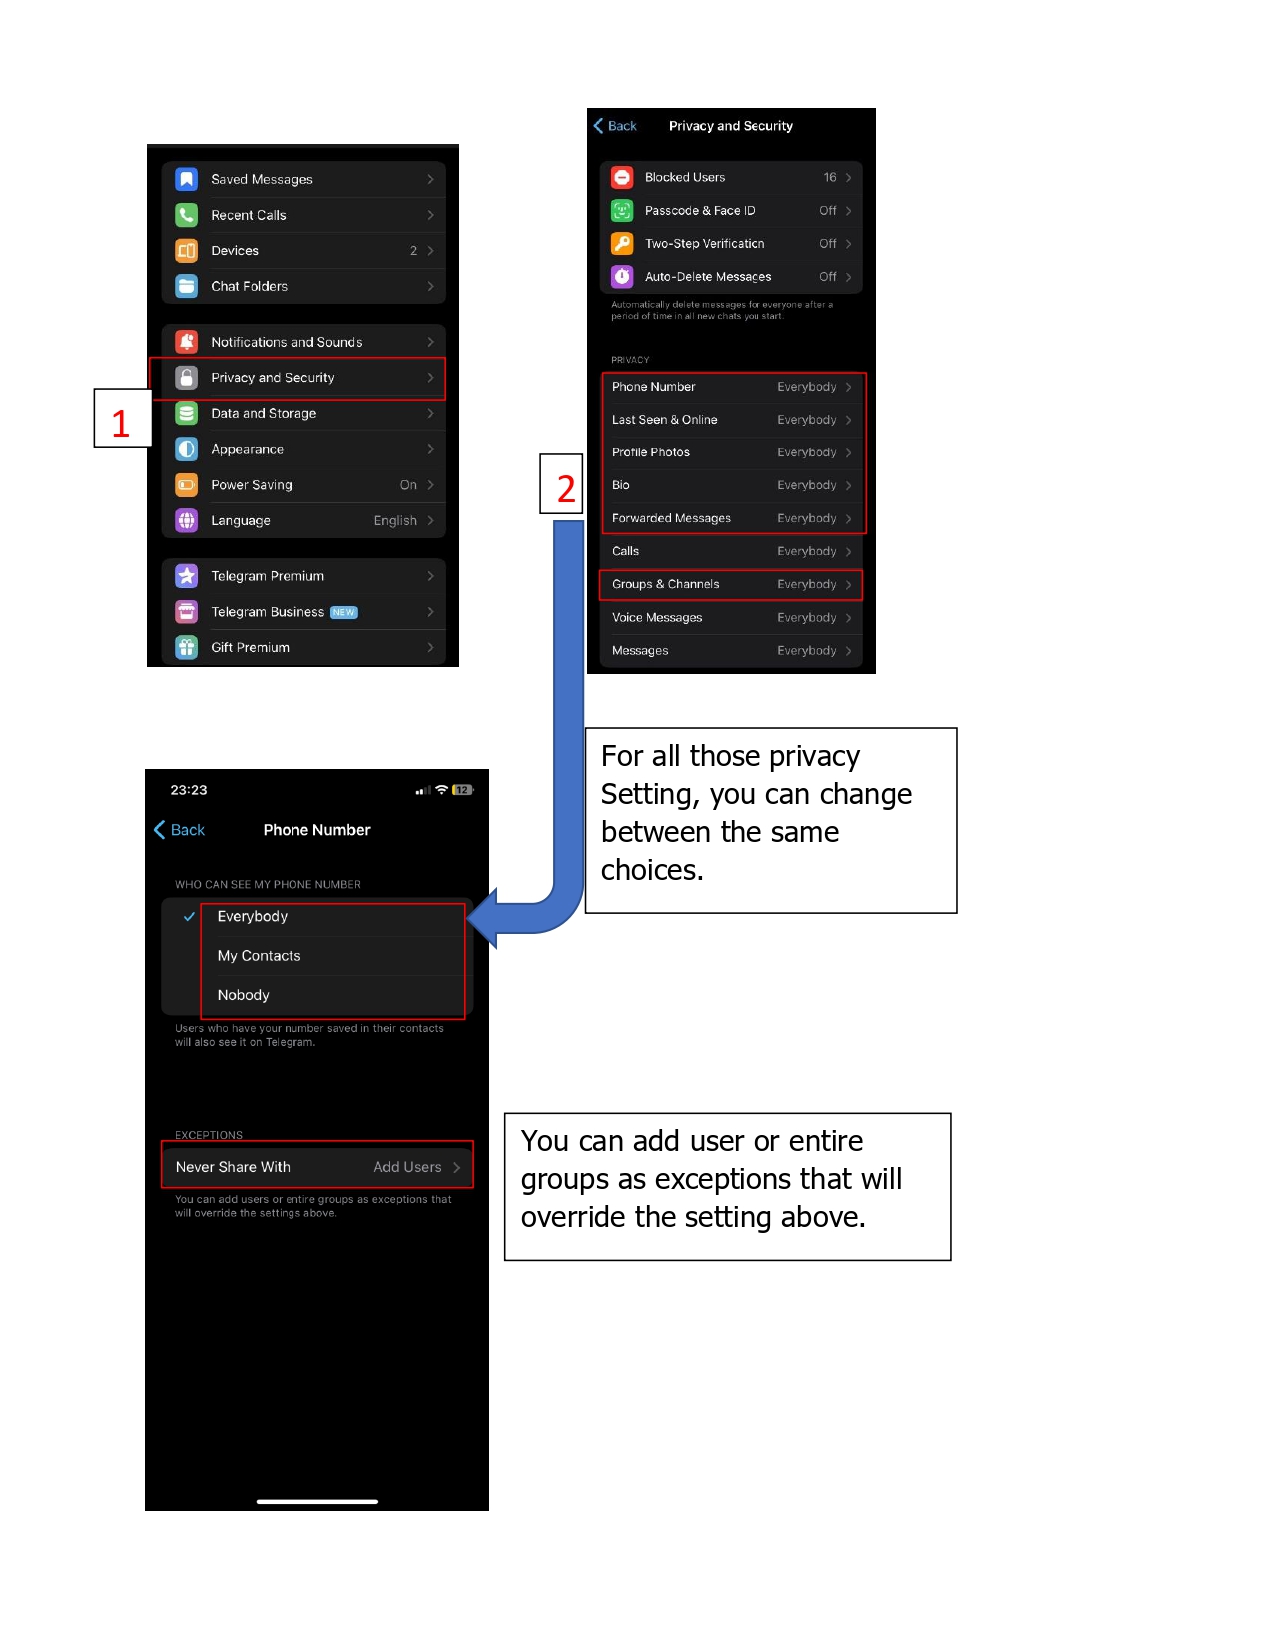 Saved Messages
Recent Calls
Devices 2
Chat Folders
Notifications and Sounds
Privacy and Security
1
Data and Storage
Appearance
Power Saving On
Language English
Telegram Premium
Telegram Business NEW
Gift Premium
Back Privacy and Security
Blocked Users 16
Passcode & Face ID Off
Two-Step Verification Off
Auto-Delete Messages Off
Automatically delete messages for everyone after a
period of time in all new chats you start.
PRIVACY
Phone Number Everybody
Last Seen & Online Everybody
Profile Photos Everybody
2
Bio Everybody
Forwarded Messages Everybody
Calls Everybody
Groups & Channels Everybody
Voice Messages Everybody
Messages Everybody
For all those privacy
Setting, you can change
between the same
choices.
23:23 12
Back Phone Number
WHO CAN SEE MY PHONE NUMBER
Everybody
My Contacts
Nobody
Users who have your number saved in their contacts
will also see it on Telegram.
EXCEPTIONS
Never Share With Add Users
You can add users or entire groups as exceptions that
will override the settings above.
You can add user or entire
groups as exceptions that will
override the setting above.